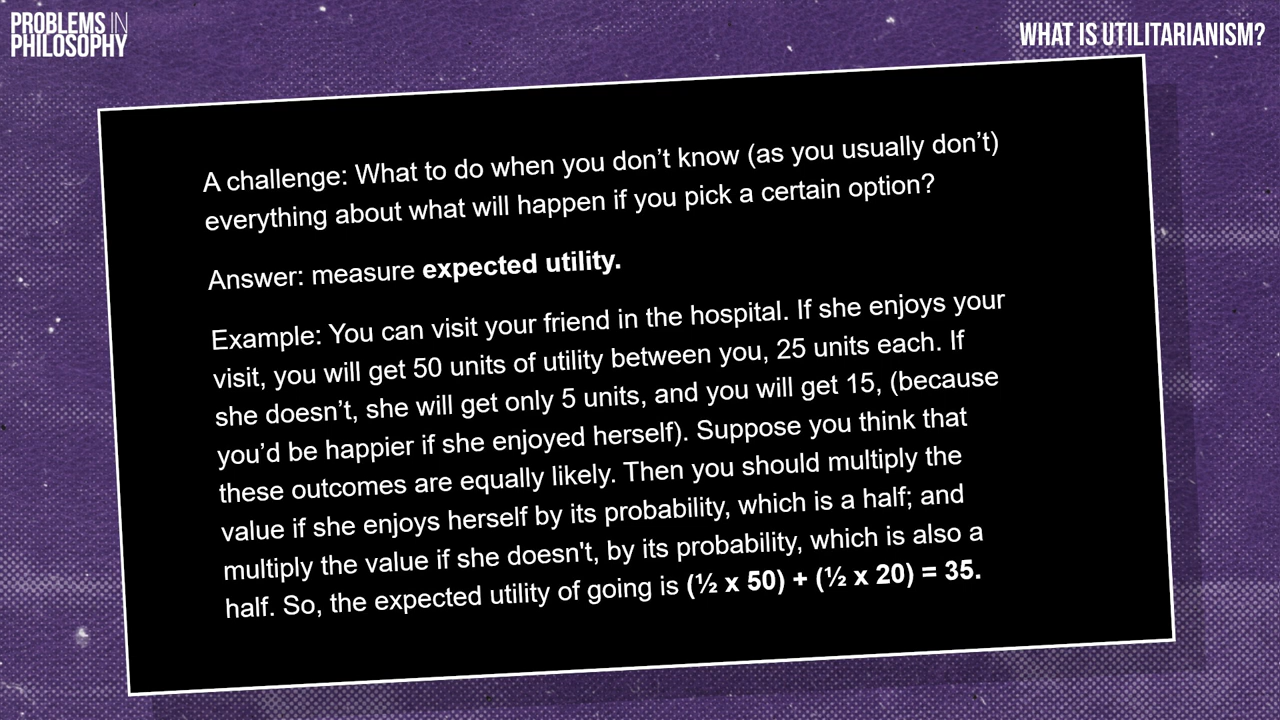 PROBLEMS IN
PHILOSOPHY
WHAT IS UTILITARIANISM?
A challenge: What to do when you don’t know (as you usually don’t)
everything about what will happen if you pick a certain option?
Answer: measure expected utility.
Example: You can visit your friend in the hospital. If she enjoys your
visit, you will get 50 units of utility between you, 25 units each. If
she doesn’t, she will get only 5 units, and you will get 15, (because
you’d be happier if she enjoyed herself). Suppose you think that
these outcomes are equally likely. Then you should multiply the
value if she enjoys herself by its probability, which is a half; and
multiply the value if she doesn't, by its probability, which is also a
half. So, the expected utility of going is (½ x 50) + (½ x 20) = 35.